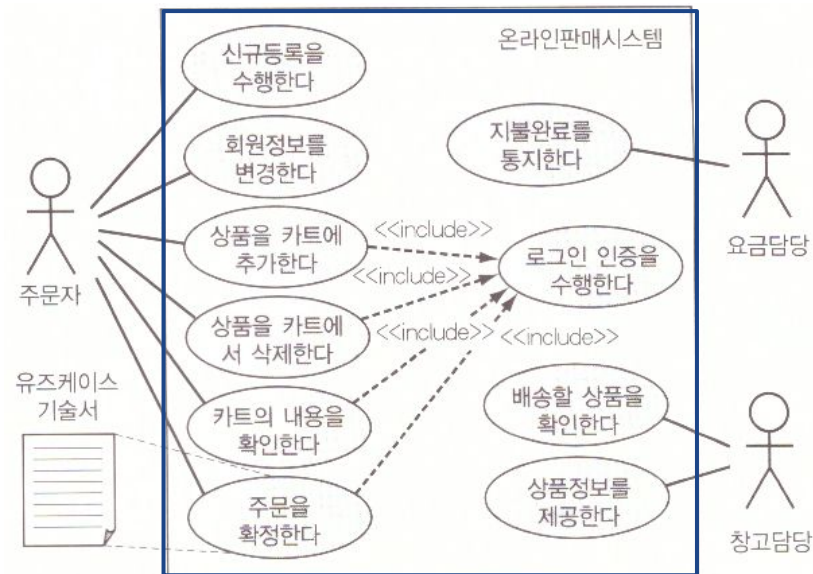 온라인판매시스템
신규등록을
수행한다
회원정보를
변경한다
상품을 카트에
추가한다
상품을 카트에
서 삭제한다
카트의 내용을
확인한다
주문을
확정한다
<<include>>
<<include>>
<<include>>
<<include>>
로그인 인증을
수행한다
지불완료를
통지한다
배송할 상품을
확인한다
상품정보를
제공한다
주문자
유즈케이스
기술서
요금담당
창고담당